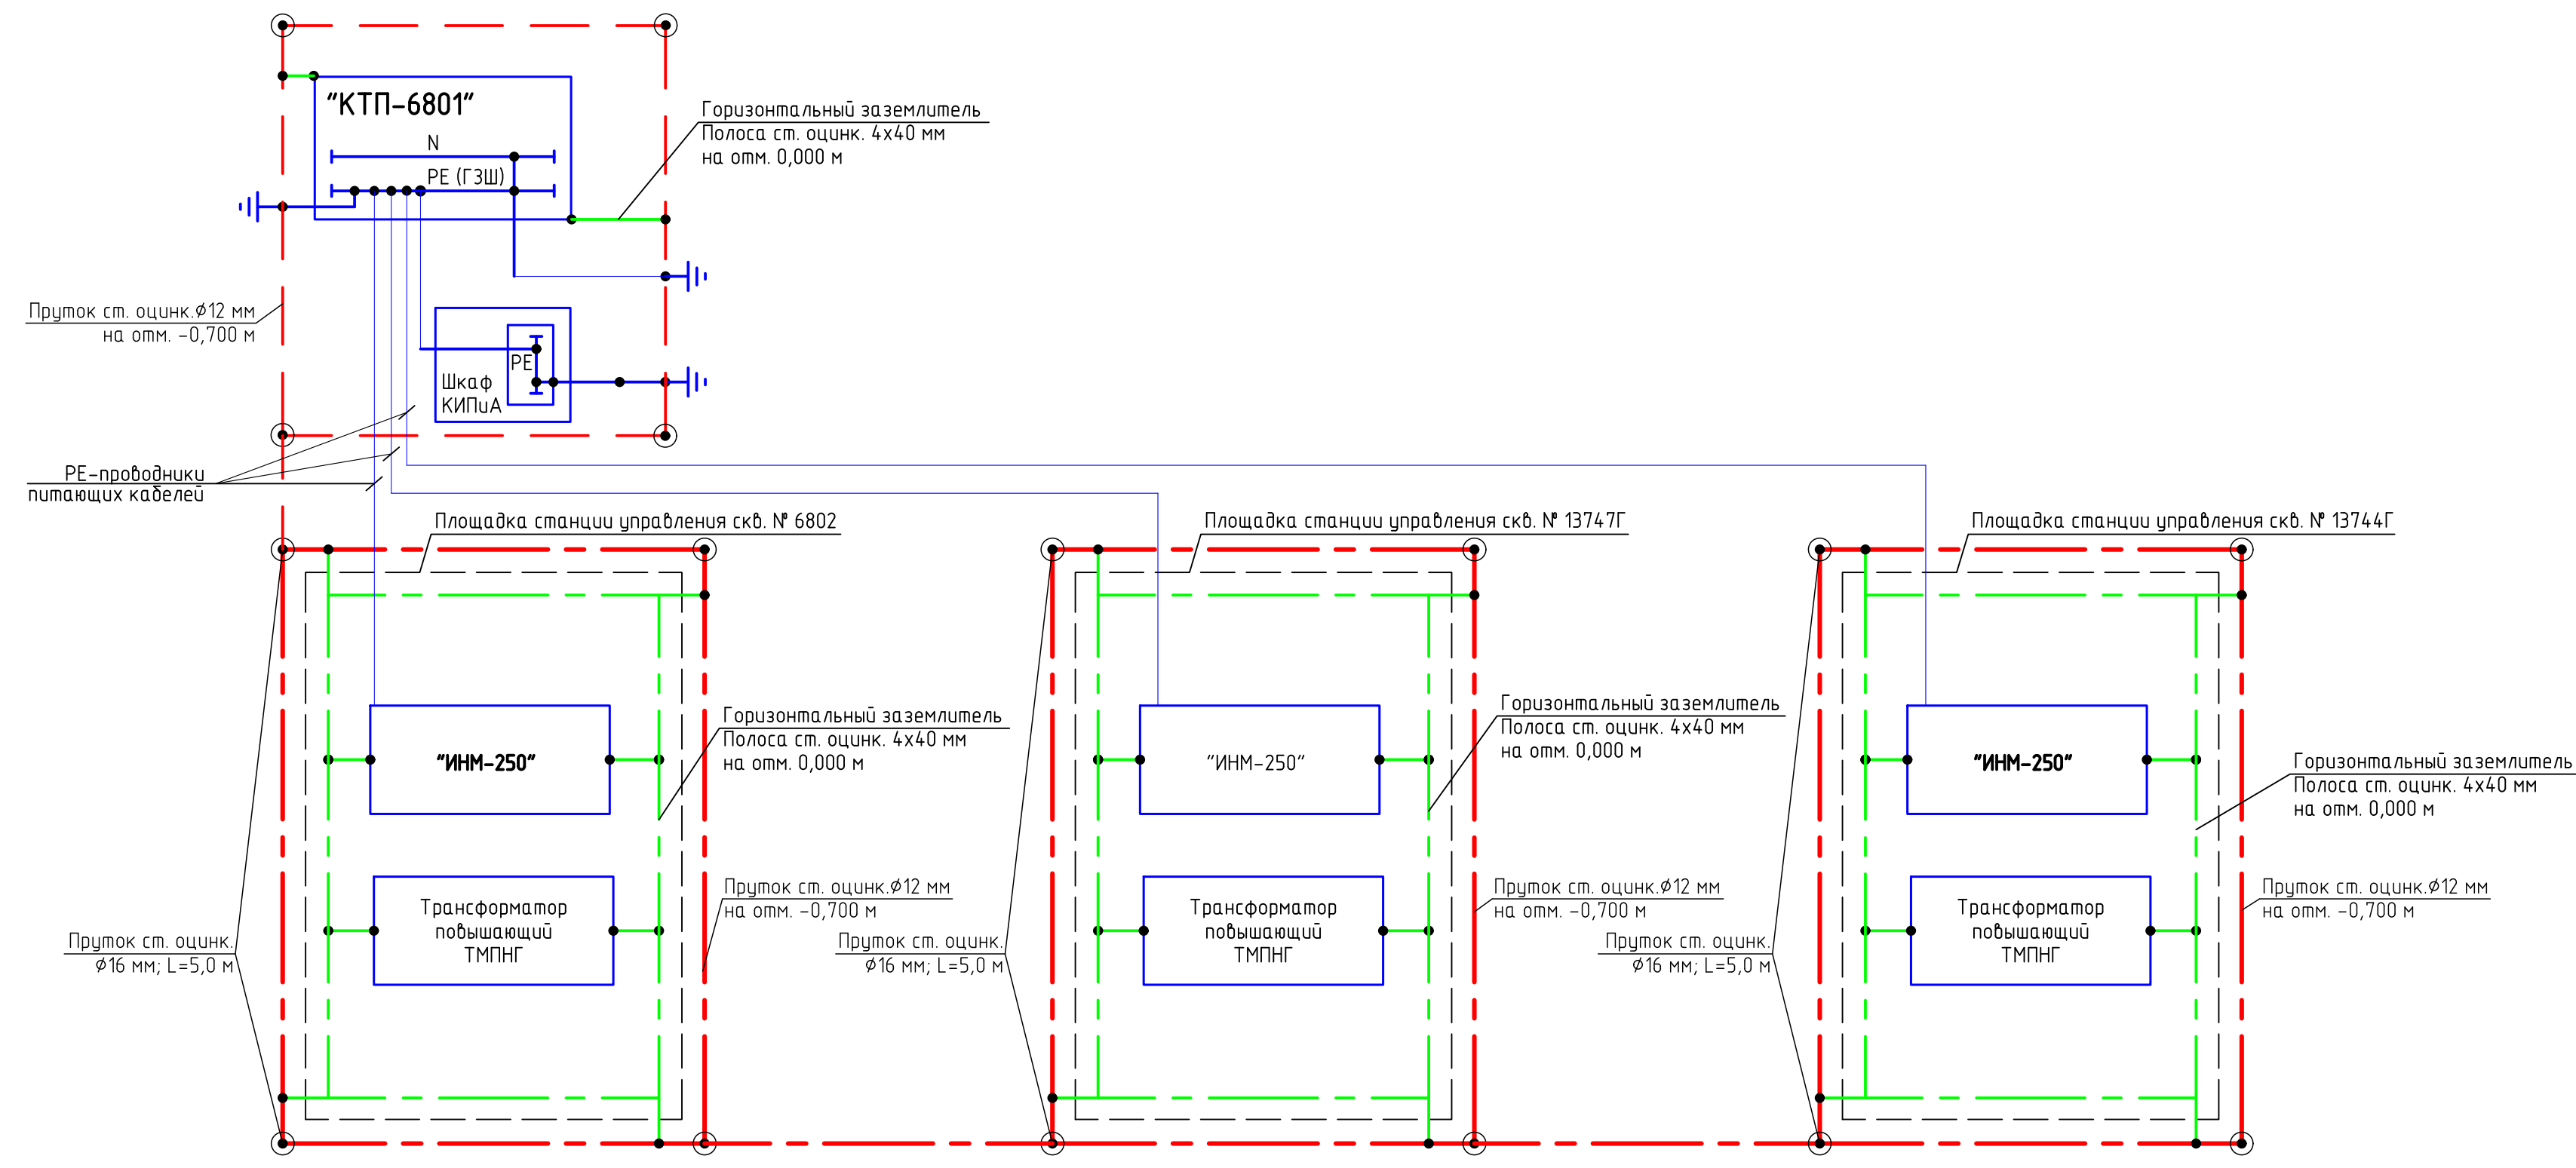 "КТП-6801"
N
PE (ГЗШ)
Горизонтальный заземлитель
Полоса ст. оцинк. 4х40 мм
на отм. 0,000 м
Пруток ст. оцинк.⌀12 мм
на отм. -0,700 м
PE
Шкаф
КИПиА
PE-проводники
питающих кабелей
Площадка станции управления скв. № 6802
Площадка станции управления скв. № 13747Г
Площадка станции управления скв. № 13744Г
"ИНМ-250"
Горизонтальный заземлитель
Полоса ст. оцинк. 4х40 мм
на отм. 0,000 м
"ИНМ-250"
Горизонтальный заземлитель
Полоса ст. оцинк. 4х40 мм
на отм. 0,000 м
"ИНМ-250"
Горизонтальный заземлитель
Полоса ст. оцинк. 4х40 мм
на отм. 0,000 м
Пруток ст. оцинк.
⌀16 мм; L=5,0 м
Трансформатор
повышающий
ТМПНГ
Пруток ст. оцинк.⌀12 мм
на отм. -0,700 м
Пруток ст. оцинк.
⌀16 мм; L=5,0 м
Трансформатор
повышающий
ТМПНГ
Пруток ст. оцинк.⌀12 мм
на отм. -0,700 м
Пруток ст. оцинк.
⌀16 мм; L=5,0 м
Трансформатор
повышающий
ТМПНГ
Пруток ст. оцинк.⌀12 мм
на отм. -0,700 м